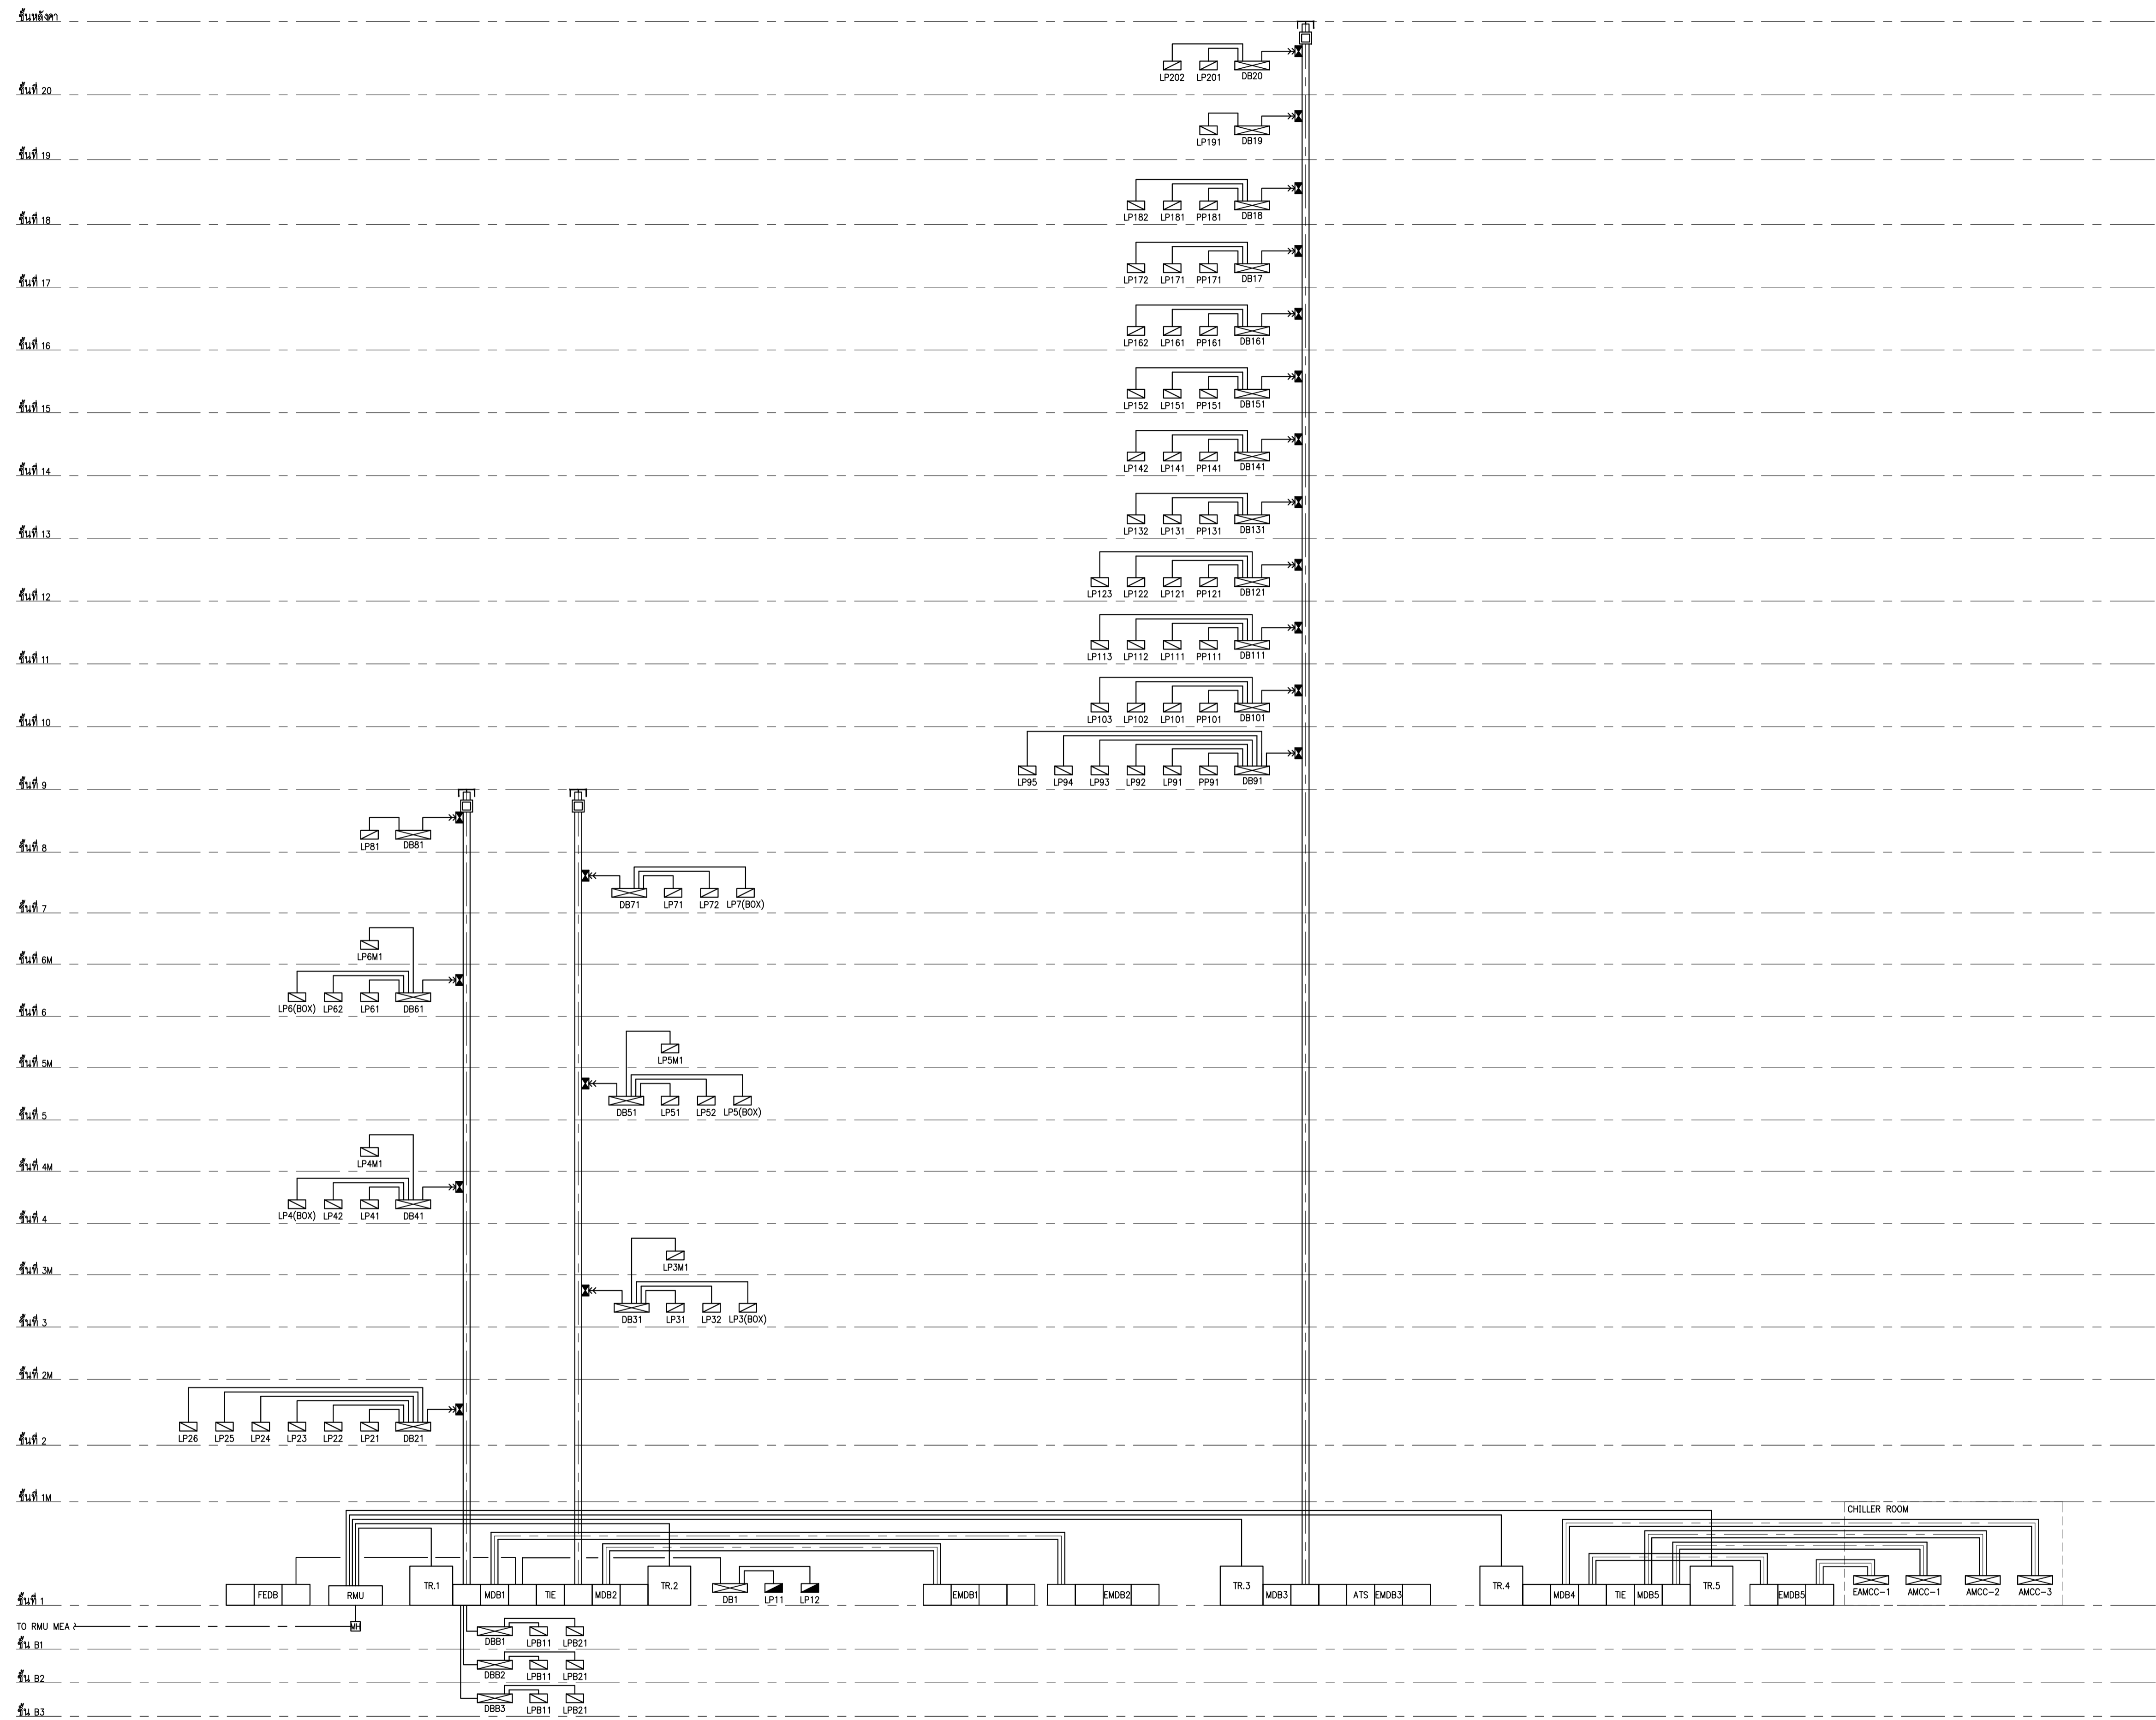 ชั้นหลังคา
LP202 LP201 DB20
ชั้นที่ 20
LP191 DB19
ชั้นที่ 19
LP182 LP181 PP181 DB18
ชั้นที่ 18
LP172 LP171 PP171 DB17
ชั้นที่ 17
LP162 LP161 PP161 DB161
ชั้นที่ 16
LP152 LP151 PP151 DB151
ชั้นที่ 15
LP142 LP141 PP141 DB141
ชั้นที่ 14
LP132 LP131 PP131 DB131
ชั้นที่ 13
LP123 LP122 LP121 PP121 DB121
ชั้นที่ 12
LP113 LP112 LP111 PP111 DB111
ชั้นที่ 11
LP103 LP102 LP101 PP101 DB101
ชั้นที่ 10
LP95 LP94 LP93 LP92 LP91 PP91 DB91
ชั้นที่ 9
LP81 DB81
ชั้นที่ 8
DB71 LP71 LP72 LP7(BOX)
ชั้นที่ 7
LP6M1
ชั้นที่ 6M
LP6(BOX) LP62 LP61 DB61
ชั้นที่ 6
LP5M1
ชั้นที่ 5M
DB51 LP51 LP52 LP5(BOX)
ชั้นที่ 5
LP4M1
ชั้นที่ 4M
LP4(BOX) LP42 LP41 DB41
ชั้นที่ 4
LP3M1
ชั้นที่ 3M
DB31 LP31 LP32 LP3(BOX)
ชั้นที่ 3
ชั้นที่ 2M
LP26 LP25 LP24 LP23 LP22 LP21 DB21
ชั้นที่ 2
ชั้นที่ 1M
CHILLER ROOM
FEDB RMU TR.1 MDB1 TIE MDB2 TR.2 DB1 LP11 LP12 EMDB1 EMDB2 TR.3 MDB3 ATS EMDB3 TR.4 MDB4 TIE MDB5 TR.5 EMDB5 EAMCC-1 AMCC-1 AMCC-2 AMCC-3
ชั้นที่ 1
TO RMU MEA MH
DBB1 LPB11 LPB21
ชั้น B1
DBB2 LPB11 LPB21
ชั้น B2
DBB3 LPB11 LPB21
ชั้น B3